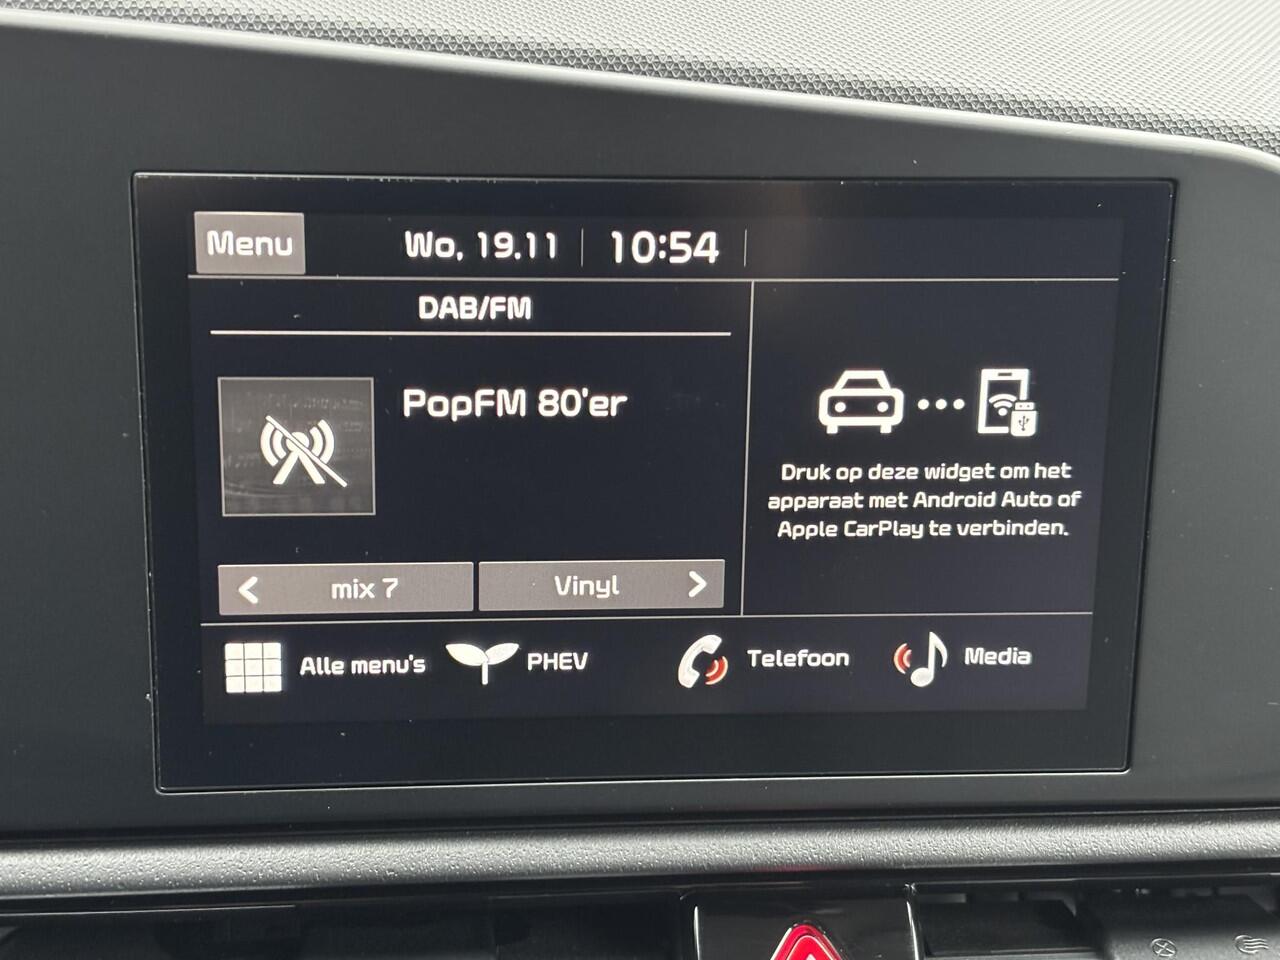 Menu
Wo, 19.11
10:54
DAB/FM
PopFM 80'er
mix 7
Vinyl
Druk op deze widget om het
apparaat met Android Auto of
Apple CarPlay te verbinden.
Alle menu's
PHEV
Telefoon
Media